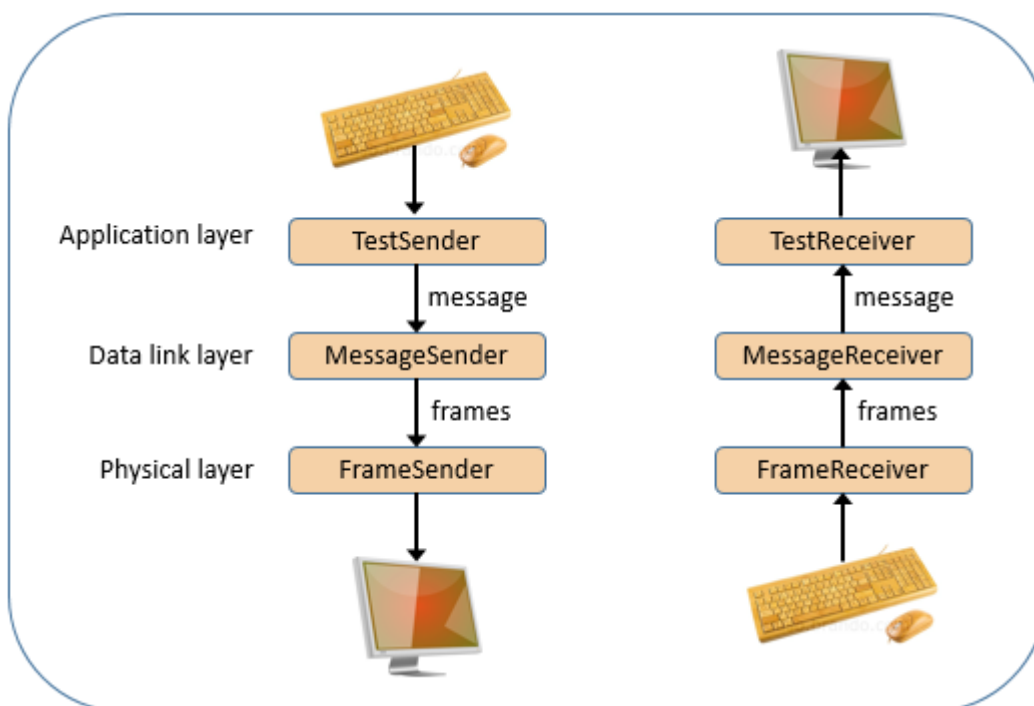 Application layer
TestSender
TestReceiver
message
message
Data link layer
MessageSender
MessageReceiver
frames
frames
Physical layer
FrameSender
FrameReceiver